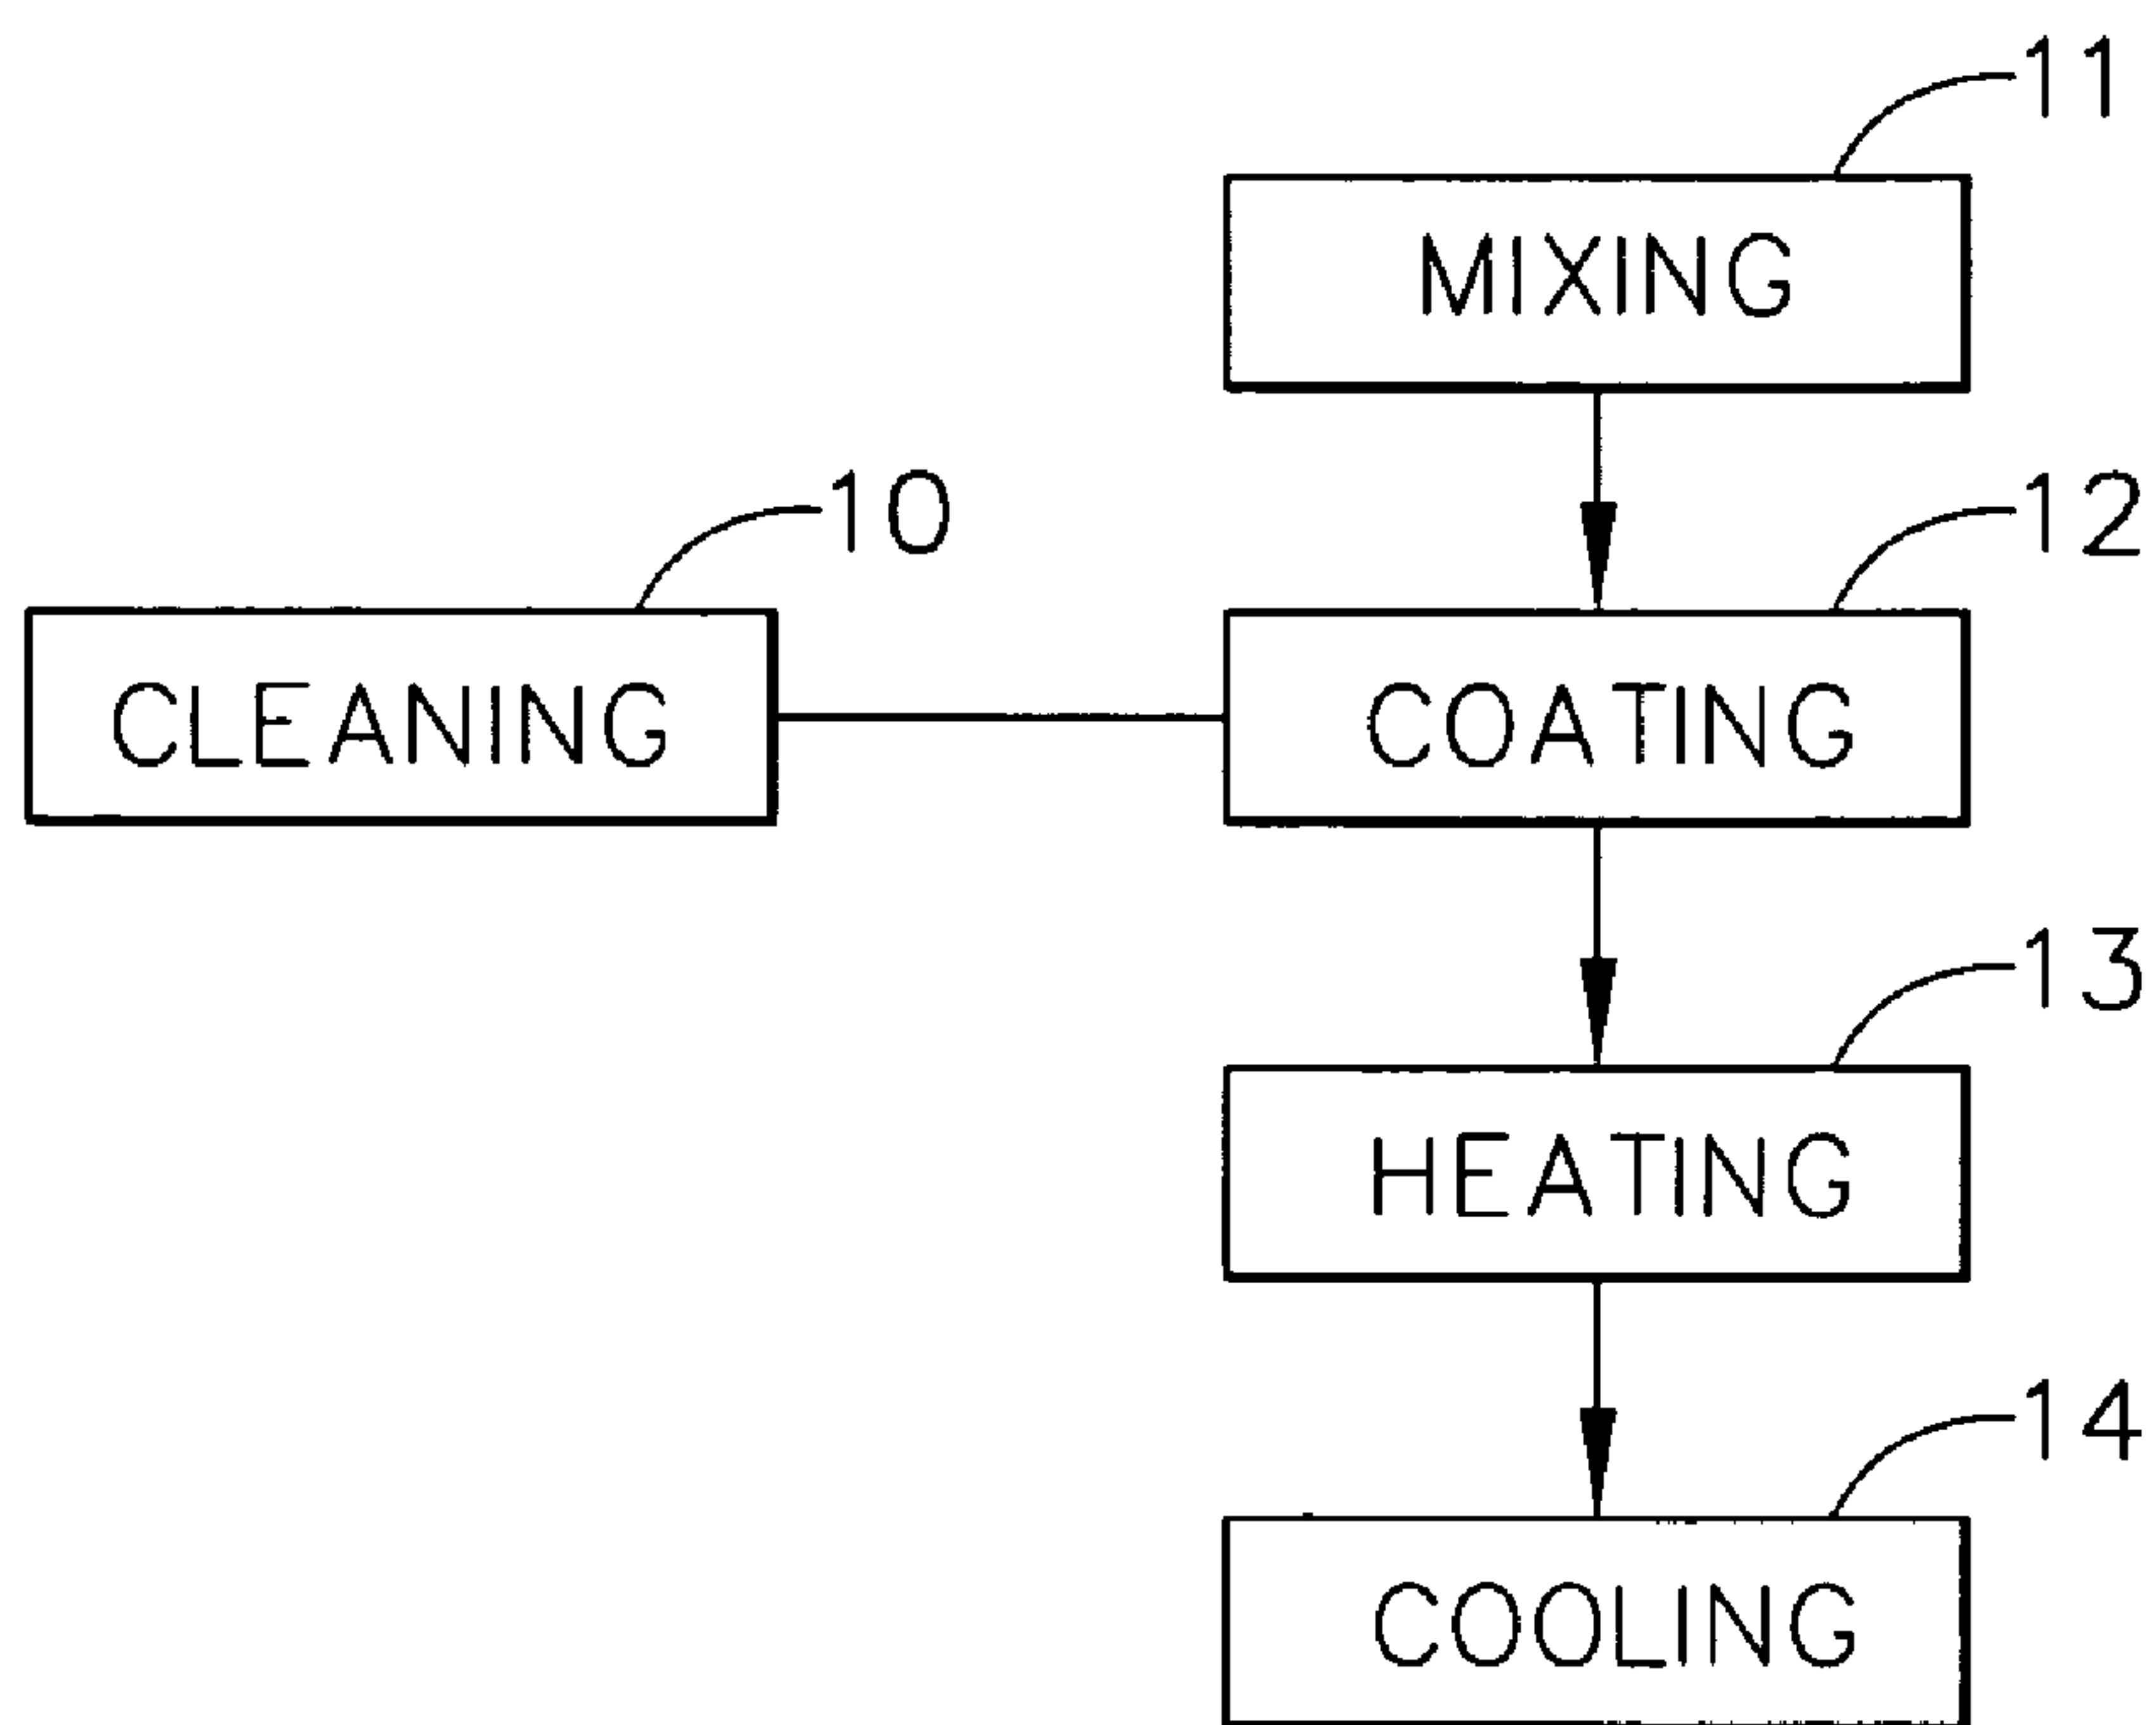 11
MIXING
10
12
CLEANING
COATING
13
HEATING
14
COOLING